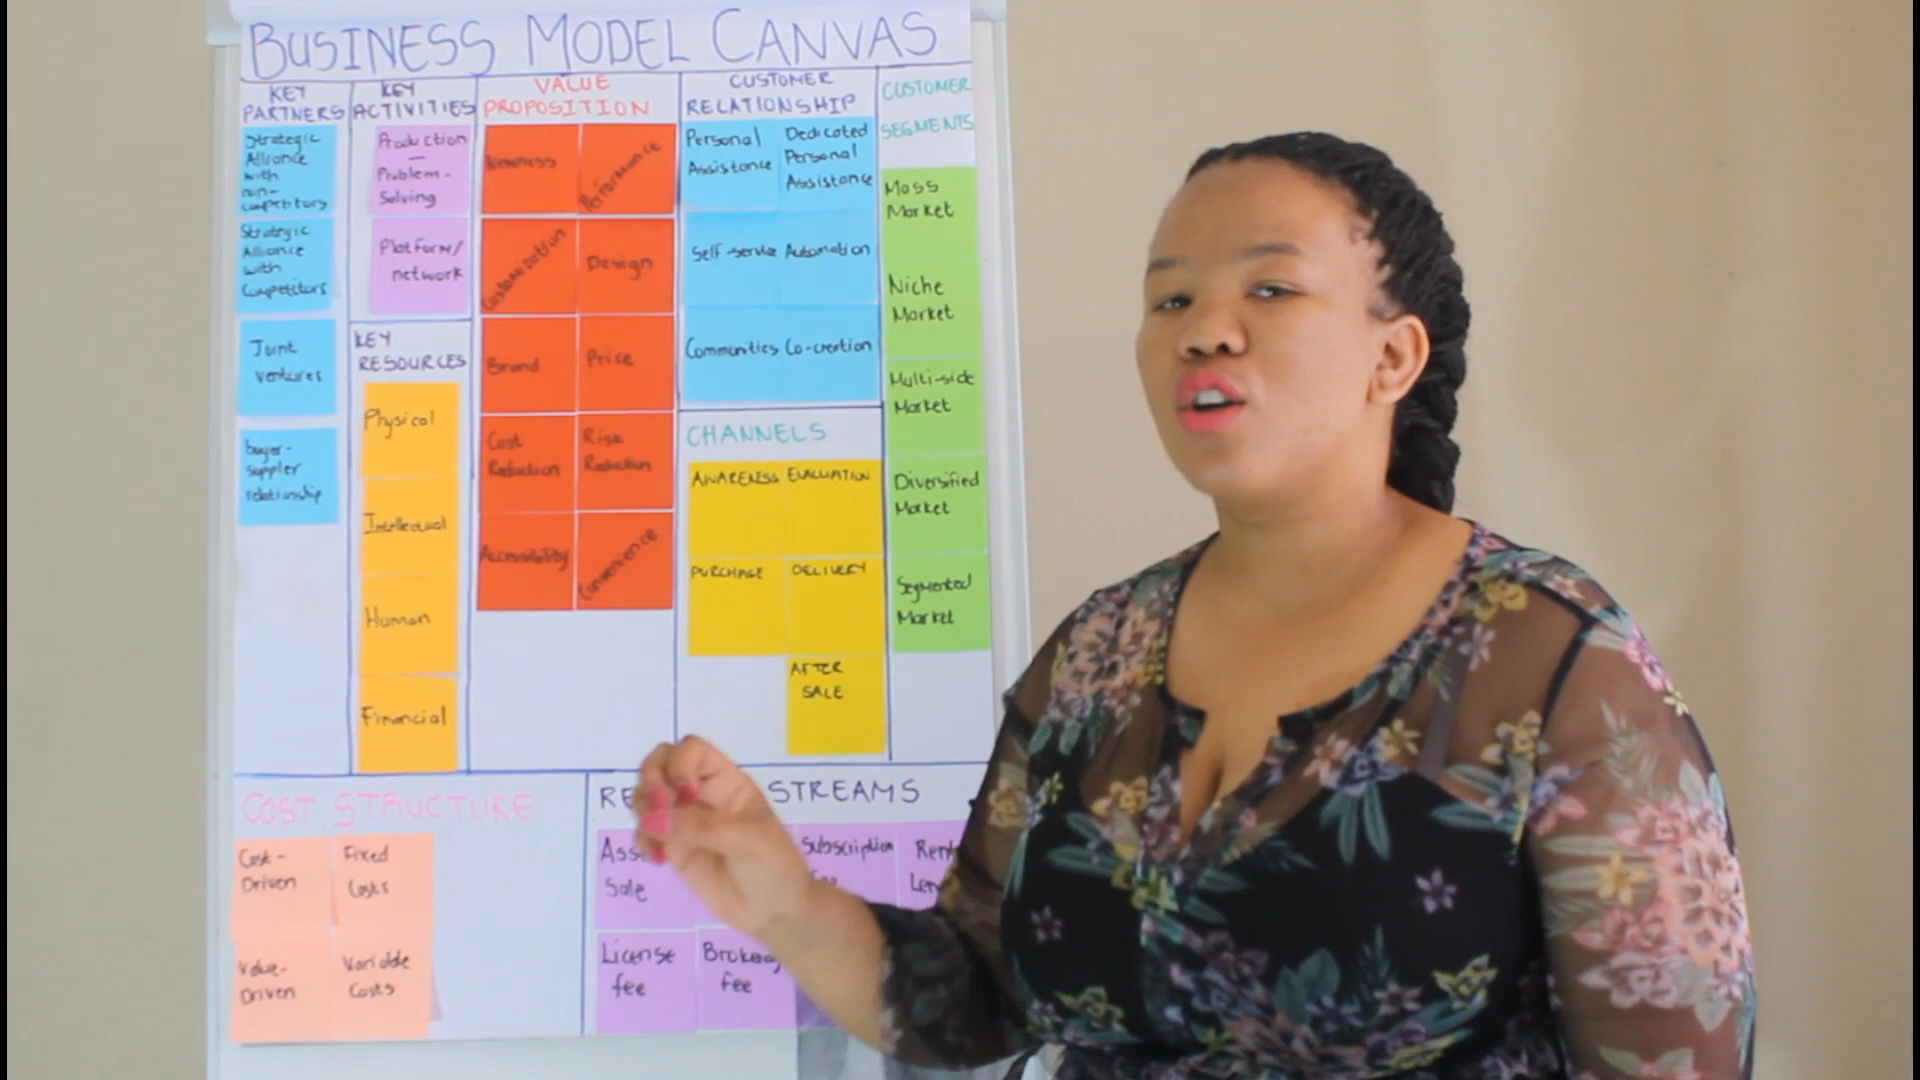 BUSINESS MODEL CANVAS
KEY
PARTNERS
Strategic
Alliance
with
non-
competitors
Strategic
Alliance
with
Competitors
Joint
ventures
buyer-
supplier
relationship
KEY
ACTIVITIES
Production
Problem-
Solving
Platform/
network
KEY
RESOURCES
Physical
Intellectual
Human
Financial
VALUE
PROPOSITION
Newness
Performance
Customization
Design
Brand
Price
Cost
Reduction
Risk
Reduction
Accessibility
Convenience
CUSTOMER
RELATIONSHIP
Personal
Assistance
Dedicated
Personal
Assistance
Self-service
Automation
Communities
Co-creation
CHANNELS
AWARENESS
EVALUATION
PURCHASE
DELIVERY
AFTER
SALE
CUSTOMER
SEGMENTS
Mass
Market
Niche
Market
Multi-side
Market
Diversified
Market
Segmented
Market
COST STRUCTURE
Cost-
Driven
Fixed
Costs
Value-
Driven
Variable
Costs
STREAMS
Sale
Subscription
License
fee
fee